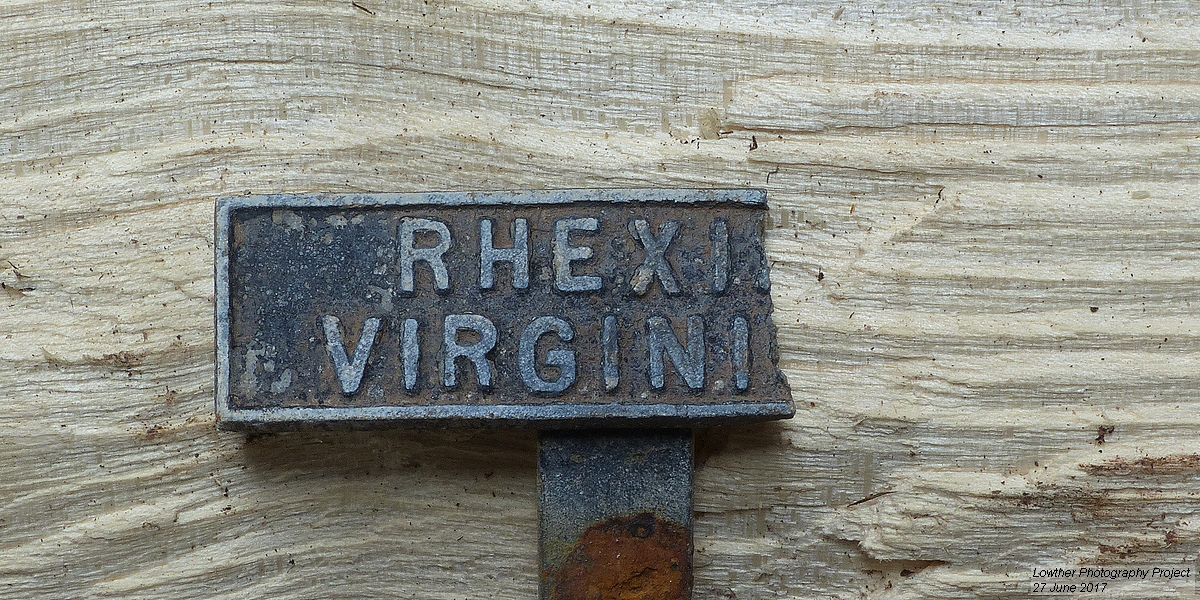 RHEXI
VIRGINI
Lowther Photography Project
27 June 2017